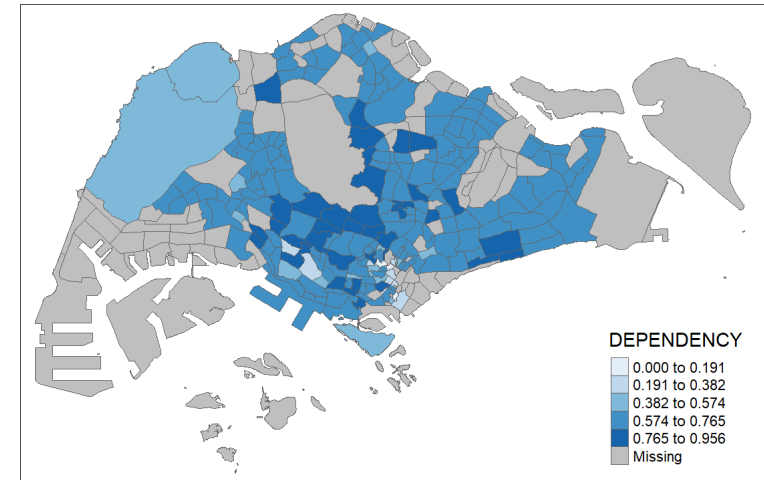 DEPENDENCY
0.000 to 0.191
0.191 to 0.382
0.382 to 0.574
0.574 to 0.765
0.765 to 0.956
Missing